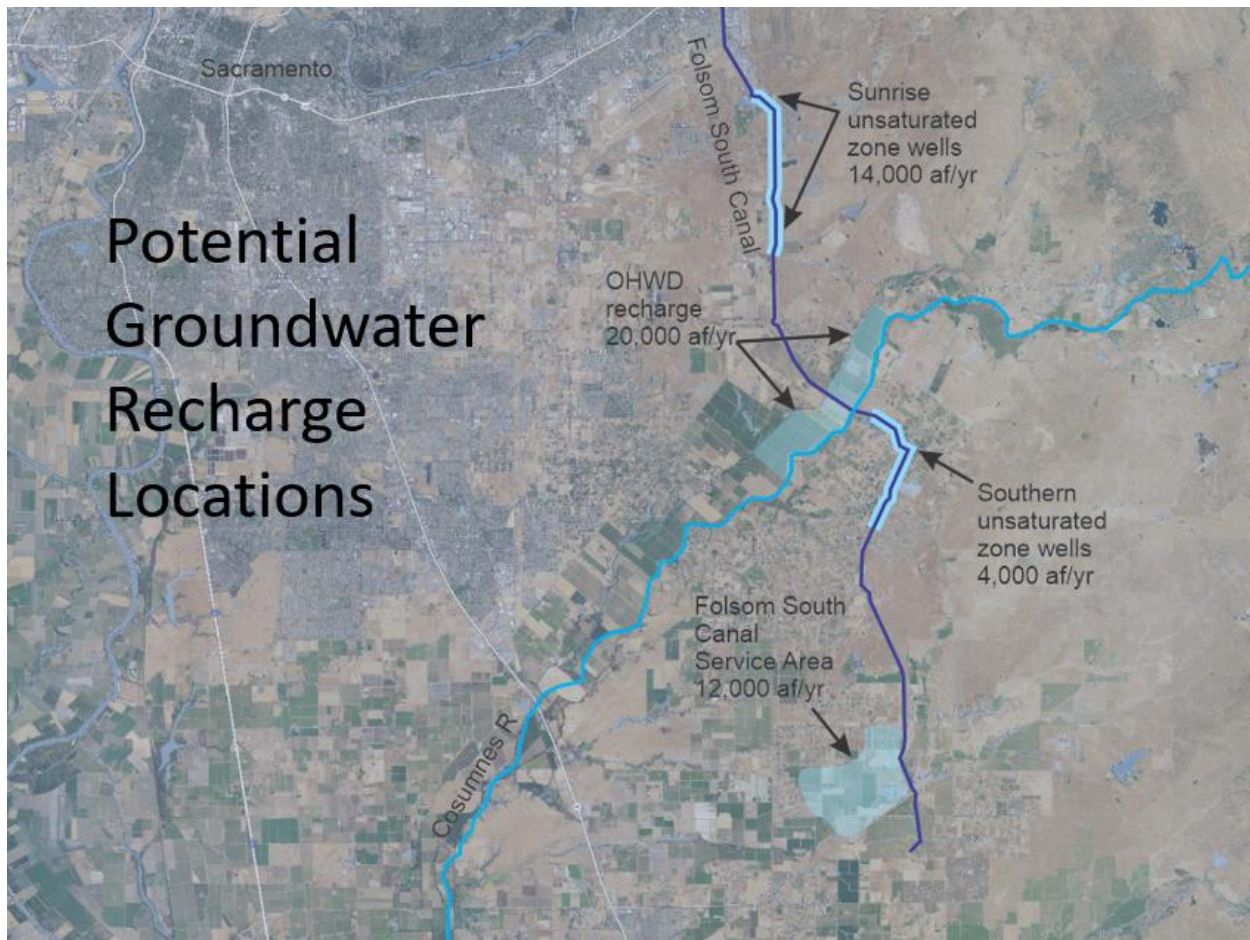 Sacramento
Folsom South Canal
Sunrise
unsaturated
zone wells
14,000 af/yr
Potential
Groundwater
Recharge
Locations
OHWD
recharge
20,000 af/yr
Southern
unsaturated
zone wells
4,000 af/yr
Folsom South
Canal
Service Area
12,000 af/yr
Cosumnes R